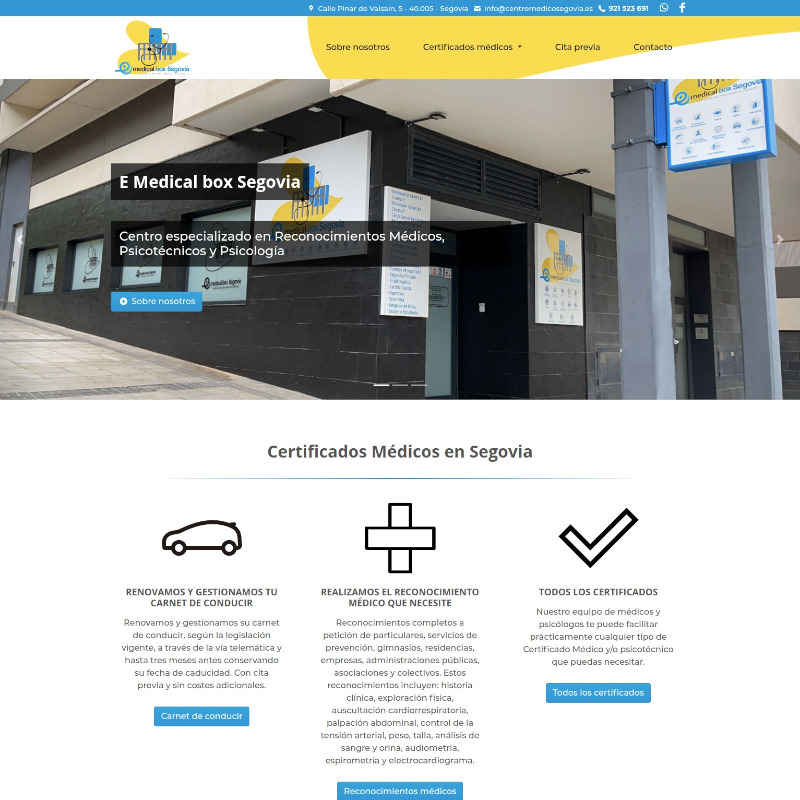 Calle Pinar de Valsaín, 5 - 40.005 - Segovia info@centromedicosegovia.es 921 523 691
medical box Segovia
Sobre nosotros Certificados médicos Cita previa Contacto
medical box Segovia
E Medical box Segovia
Centro especializado en Reconocimientos Médicos,
Psicotécnicos y Psicología
Sobre nosotros
Certificados Médicos en Segovia
RENOVAMOS Y GESTIONAMOS TU
CARNET DE CONDUCIR
Renovamos y gestionamos su carnet
de conducir, según la legislación
vigente, a través de la vía telemática y
hasta tres meses antes conservando
su fecha de caducidad. Con cita
previa y sin costes adicionales.
Carnet de conducir
REALIZAMOS EL RECONOCIMIENTO
MÉDICO QUE NECESITE
Reconocimientos completos a
petición de particulares, servicios de
prevención, gimnasios, residencias,
empresas, administraciones públicas,
asociaciones y colectivos. Estos
reconocimientos incluyen: historia
clínica, exploración física,
auscultación cardiorrespiratoria,
palpación abdominal, control de la
tensión arterial, peso, talla, análisis de
sangre y orina, audiometría,
espirometría y electrocardiograma.
Reconocimientos médicos
TODOS LOS CERTIFICADOS
Nuestro equipo de médicos y
psicólogos te puede facilitar
prácticamente cualquier tipo de
Certificado Médico y/o psicotécnico
que puedas necesitar.
Todos los certificados